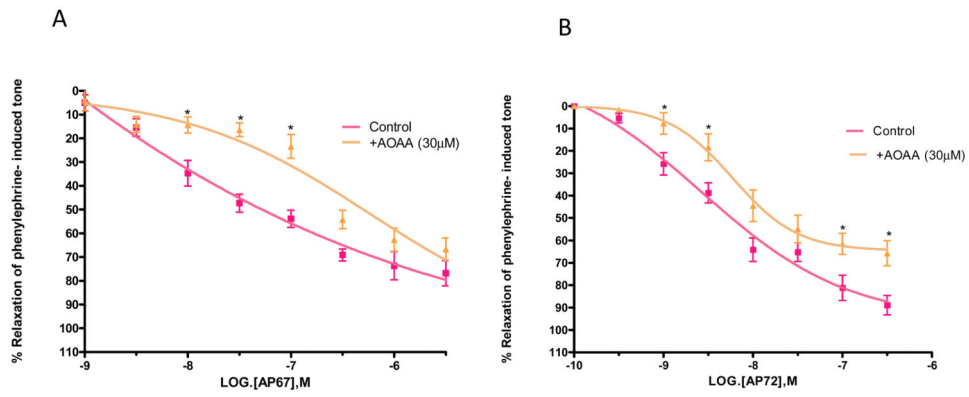 A
% Relaxation of phenylephrine- induced tone
0
10
20
30
40
50
60
70
80
90
100
110
* * *
Control
+AOAA (30μM)
-9 -8 -7 -6
LOG.[AP67],M
B
% Relaxation of phenylephrine- induced tone
0
10
20
30
40
50
60
70
80
90
100
110
* * * *
Control
+AOAA (30μM)
-10 -9 -8 -7 -6
LOG.[AP72],M